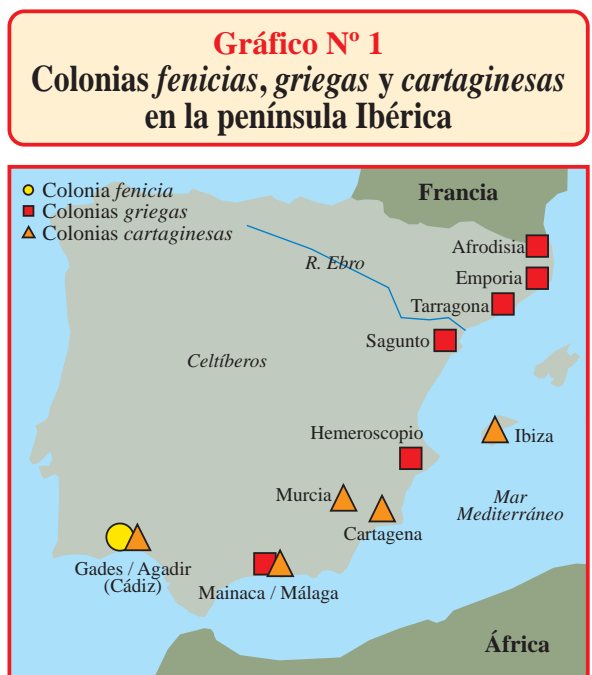 Gráfico Nº 1
Colonias fenicias, griegas y cartaginesas
en la península Ibérica
Colonia fenicia
Colonias griegas
Colonias cartaginesas
Francia
Afrodisia
R. Ebro
Emporia
Tarragona
Sagunto
Celtíberos
Hemeroscopio
Ibiza
Murcia
Mar
Mediterráneo
Cartagena
Gades / Agadir
(Cádiz)
Mainaca / Málaga
África